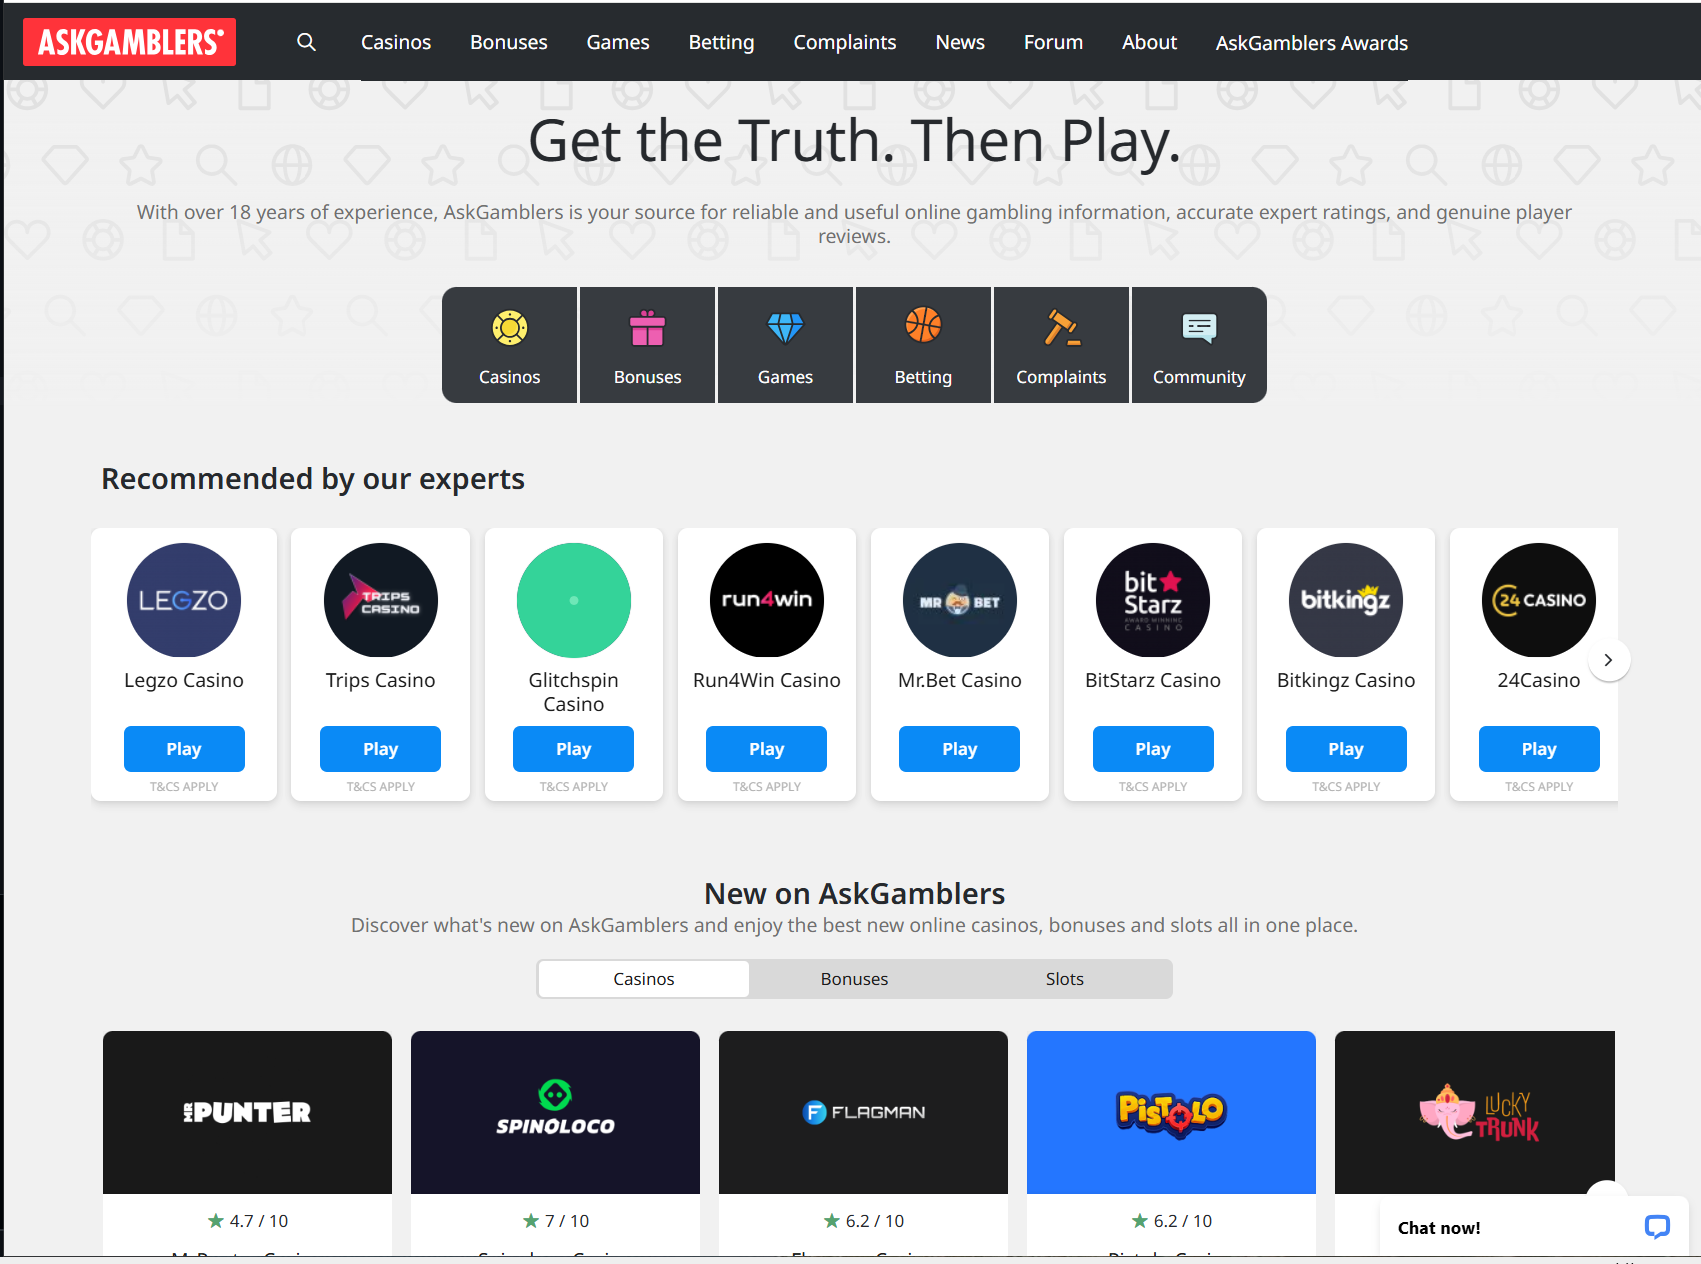 ASKGAMBLERS
Casinos Bonuses Games Betting Complaints News Forum About AskGamblers Awards
Get the Truth. Then Play.
With over 18 years of experience, AskGamblers is your source for reliable and useful online gambling information, accurate expert ratings, and genuine player
reviews.
Casinos Bonuses Games Betting Complaints Community
Recommended by our experts
LEGZO
TRIPS
CASINO
run4win
MR BET
bit
Starz
AWARD WINNING
CASINO
bitkingz
24 CASINO
Legzo Casino
Trips Casino
Glitchspin
Casino
Run4Win Casino
Mr.Bet Casino
BitStarz Casino
Bitkingz Casino
24Casino
Play Play Play Play Play Play Play Play
T&CS APPLY T&CS APPLY T&CS APPLY T&CS APPLY T&CS APPLY T&CS APPLY T&CS APPLY
New on AskGamblers
Discover what's new on AskGamblers and enjoy the best new online casinos, bonuses and slots all in one place.
Casinos Bonuses Slots
MR PUNTER
SPINOLOCO
F FLAGMAN
PISTOLO
LUCKY
TRUNK
4.7 / 10 7 / 10 6.2 / 10 6.2 / 10
Chat now!